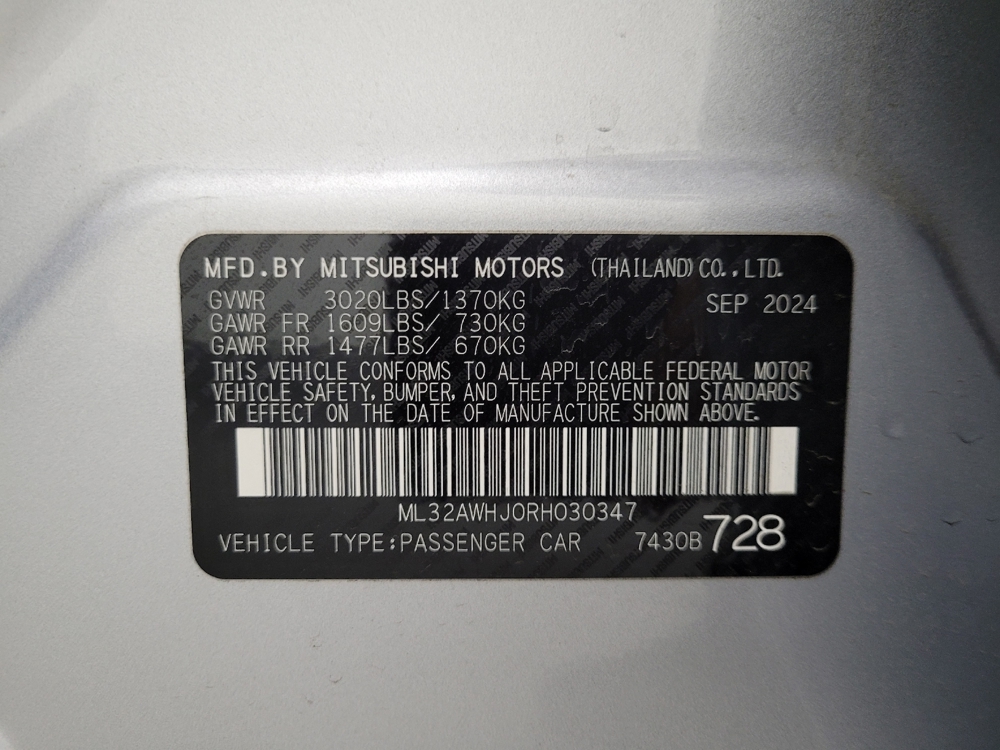 MFD.BY MITSUBISHI MOTORS (THAILAND)CO.,LTD.
GVWR 3020LBS/1370KG SEP 2024
GAWR FR 1609LBS/ 730KG
GAWR RR 1477LBS/ 670KG
THIS VEHICLE CONFORMS TO ALL APPLICABLE FEDERAL MOTOR
VEHICLE SAFETY, BUMPER, AND THEFT PREVENTION STANDARDS
IN EFFECT ON THE DATE OF MANUFACTURE SHOWN ABOVE.
ML32AWHJ0RH030347
VEHICLE TYPE:PASSENGER CAR 7430B 728